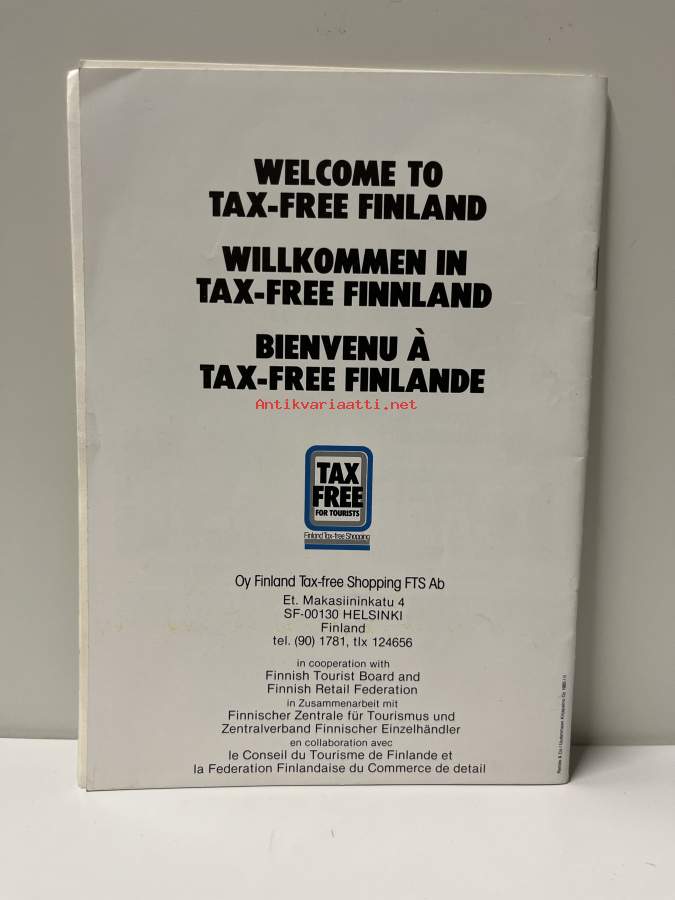 WELCOME TO
TAX-FREE FINLAND
WILLKOMMEN IN
TAX-FREE FINNLAND
BIENVENU À
TAX-FREE FINLANDE
Antikvariaatti.net
TAX
FREE
FOR TOURISTS
Finland Tax-free Shopping
Oy Finland Tax-free Shopping FTS Ab
Et. Makasiininkatu 4
SF-00130 HELSINKI
Finland
tel. (90) 1781, tlx 124656
in cooperation with
Finnish Tourist Board and
Finnish Retail Federation
in Zusammenarbeit mit
Finnischer Zentrale für Tourismus und
Zentralverband Finnischer Einzelhändler
en collaboration avec
le Conseil du Tourisme de Finlande et
la Federation Finlandaise du Commerce de detail